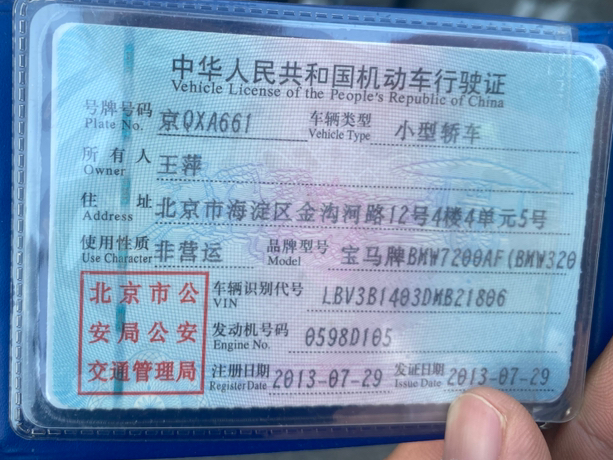 中华人民共和国机动车行驶证
Vehicle License of the People's Republic of China
号牌号码 京QXA661 车辆类型 小型轿车
Plate No. Vehicle Type
所有人 王萍
Owner
住址 北京市海淀区金沟河路12号4楼4单元5号
Address
使用性质 非营运 品牌型号 宝马牌BMW7200AF(BMW320
Use Character Model
北京市公
安局公安
交通管理局
车辆识别代号 LBV3B1403DMB21806
VIN
发动机号码 0598D105
Engine No.
注册日期 2013-07-29 发证日期 2013-07-29
Register Date Issue Date